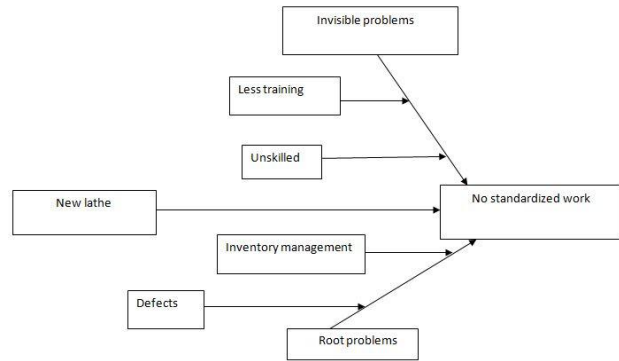 Invisible problems
Less training
Unskilled
New lathe
No standardized work
Inventory management
Defects
Root problems